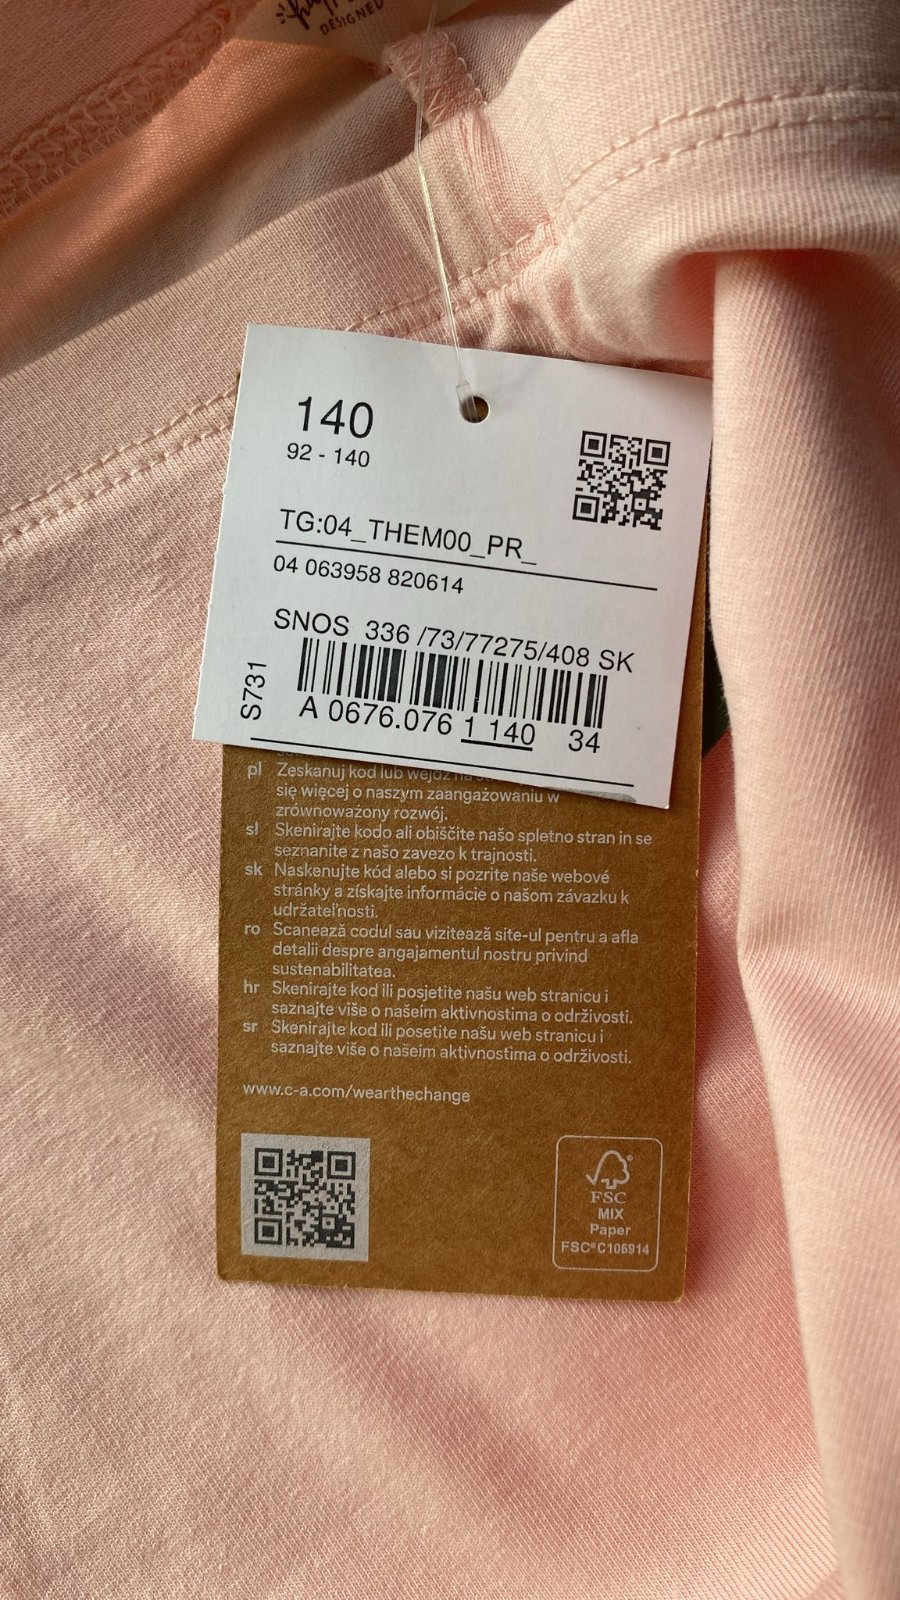 DESIGNED
140
92 - 140
TG:04_THEM00_PR_
04 063958 820614
SNOS 336 /73/77275/408 SK
S731
A 0676.076 1 140 34
pl Zeskanuj kod lub wejdź na
się więcej o naszym zaangażowaniu w
zrównoważony rozwój.
sl Skenirajte kodo ali obiščite našo spletno stran in se
seznanite z našo zavezo k trajnosti.
sk Naskenujte kód alebo si pozrite naše webové
stránky a získajte informácie o našom záväzku k
udržateľnosti.
ro Scanează codul sau vizitează site-ul pentru a afla
detalii despre angajamentul nostru privind
sustenabilitatea.
hr Skenirajte kod ili posjetite našu web stranicu i
saznajte više o našeim aktivnostima o održivosti.
sr Skenirajte kod ili posetite našu web stranicu i
saznajte više o našeim aktivnostima o održivosti.
www.c-a.com/wearthechange
FSC
MIX
Paper
FSC® C106914